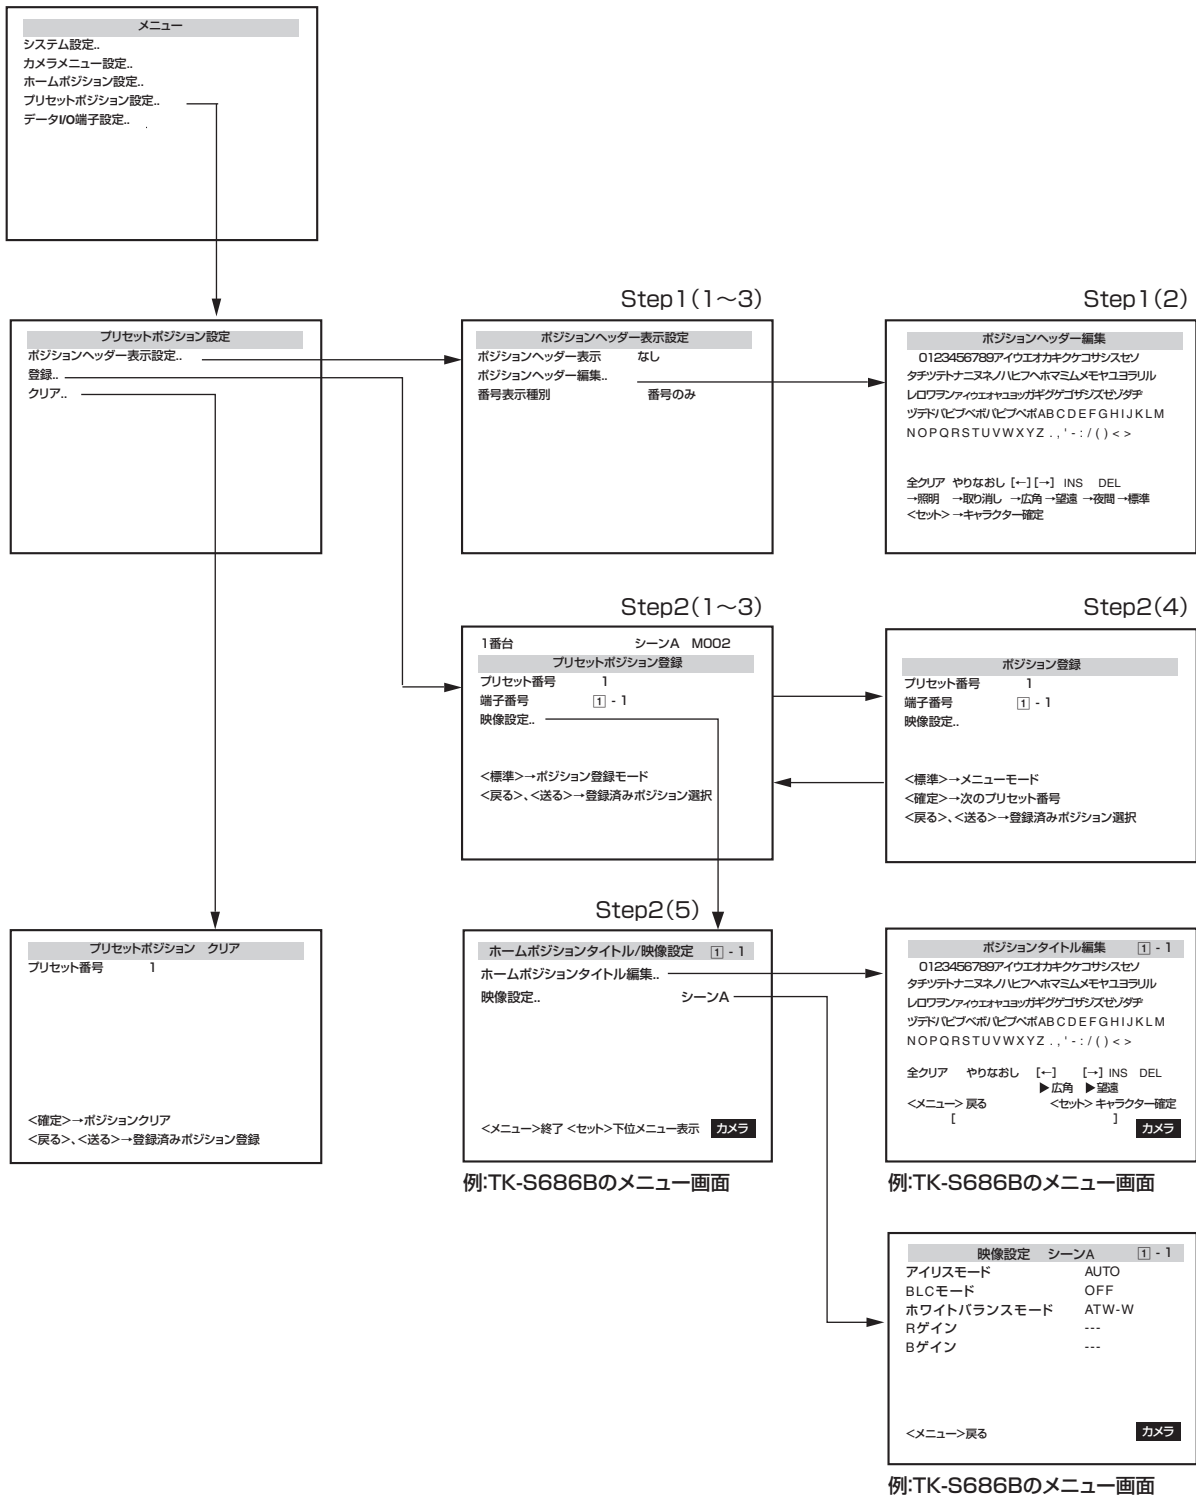 メニュー
システム設定..
カメラメニュー設定..
ホームポジション設定..
プリセットポジション設定..
データI/O端子設定..
プリセットポジション設定
ポジションヘッダー表示設定..
登録..
クリア..
Step1(1～3)
ポジションヘッダー表示設定
ポジションヘッダー表示 なし
ポジションヘッダー編集..
番号表示種別 番号のみ
Step1(2)
ポジションヘッダー編集
0123456789アイウエオカキクケコサシスセソ
タチツテトナニヌネノハヒフヘホマミムメモヤユヨラリル
レロワヲンァィゥェォャユョッガギグゲゴザジズゼゾダヂ
ヅデドバビブベボパピプペポABCDEFGHIJKLM
NOPQRSTUVWXYZ.,'-:/()<>
全クリア やりなおし [←][→] INS DEL
→照明 →取り消し →広角→望遠 →夜間→標準
<セット>→キャラクター確定
Step2(1～3)
1番台 シーンA M002
プリセットポジション登録
プリセット番号 1
端子番号 1 - 1
映像設定..
<標準>→ポジション登録モード
<戻る>、<送る>→登録済みポジション選択
Step2(4)
ポジション登録
プリセット番号 1
端子番号 1 - 1
映像設定..
<標準>→メニューモード
<確定>→次のプリセット番号
<戻る>、<送る>→登録済みポジション選択
プリセットポジション クリア
プリセット番号 1
<確定>→ポジションクリア
<戻る>、<送る>→登録済みポジション登録
Step2(5)
ホームポジションタイトル/映像設定 1 - 1
ホームポジションタイトル編集..
映像設定.. シーンA
<メニュー>終了 <セット>下位メニュー表示 カメラ
例:TK-S686Bのメニュー画面
ポジションタイトル編集 1 - 1
0123456789アイウエオカキクケコサシスセソ
タチツテトナニヌネノハヒフヘホマミムメモヤユヨラリル
レロワヲンァィゥェォャユョッガギグゲゴザジズゼゾダヂ
ヅデドバビブベボパピプペポABCDEFGHIJKLM
NOPQRSTUVWXYZ.,'-:/()<>
全クリア やりなおし [←] [→] INS DEL
▶広角 ▶望遠
<メニュー>戻る <セット>キャラクター確定
[ ]
カメラ
例:TK-S686Bのメニュー画面
映像設定 シーンA 1 - 1
アイリスモード AUTO
BLCモード OFF
ホワイトバランスモード ATW-W
Rゲイン ---
Bゲイン ---
<メニュー>戻る カメラ
例:TK-S686Bのメニュー画面